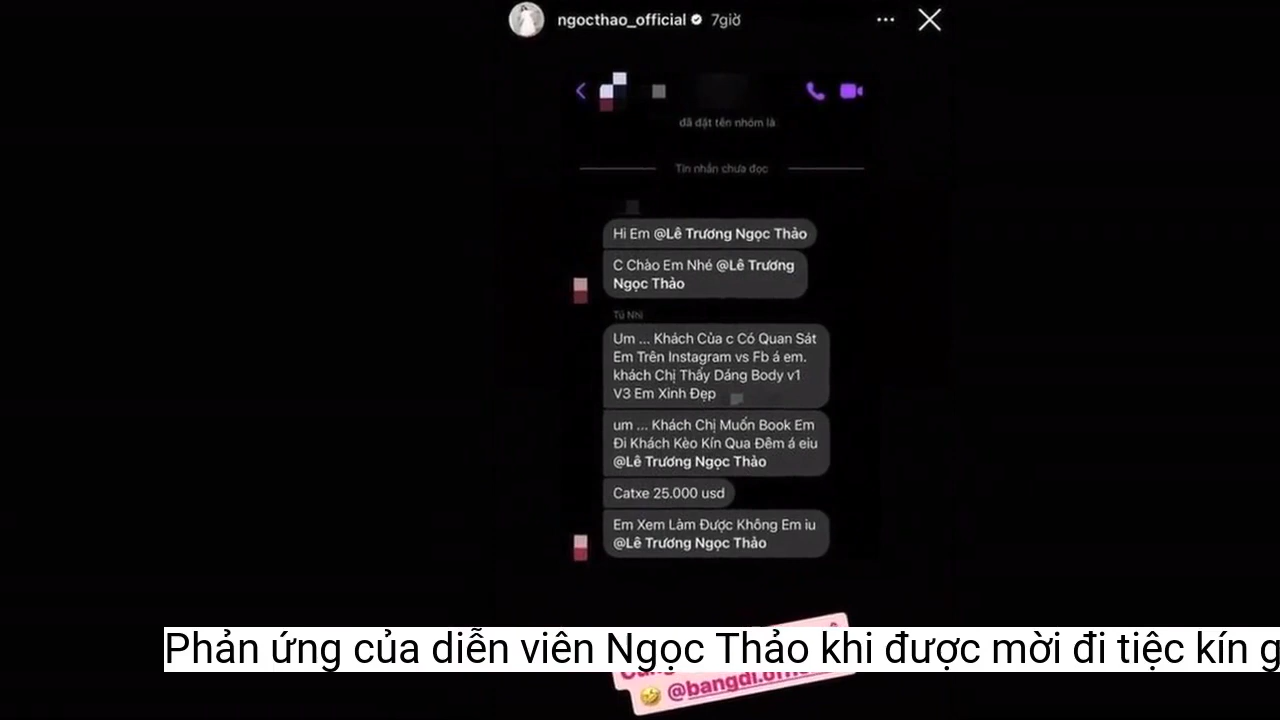 ngocthao_official 7giờ
đã đặt tên nhóm là
Tin nhắn chưa đọc
Hi Em @Lê Trương Ngọc Thảo
C Chào Em Nhé @Lê Trương
Ngọc Thảo
Tú Nhi
Um ... Khách Của c Có Quan Sát
Em Trên Instagram vs Fb á em.
khách Chị Thấy Dáng Body v1
V3 Em Xinh Đẹp
um ... Khách Chị Muốn Book Em
Đi Khách Kèo Kín Qua Đêm á eiu
@Lê Trương Ngọc Thảo
Catxe 25.000 usd
Em Xem Làm Được Không Em iu
@Lê Trương Ngọc Thảo
Phản ứng của diễn viên Ngọc Thảo khi được mời đi tiệc kín g